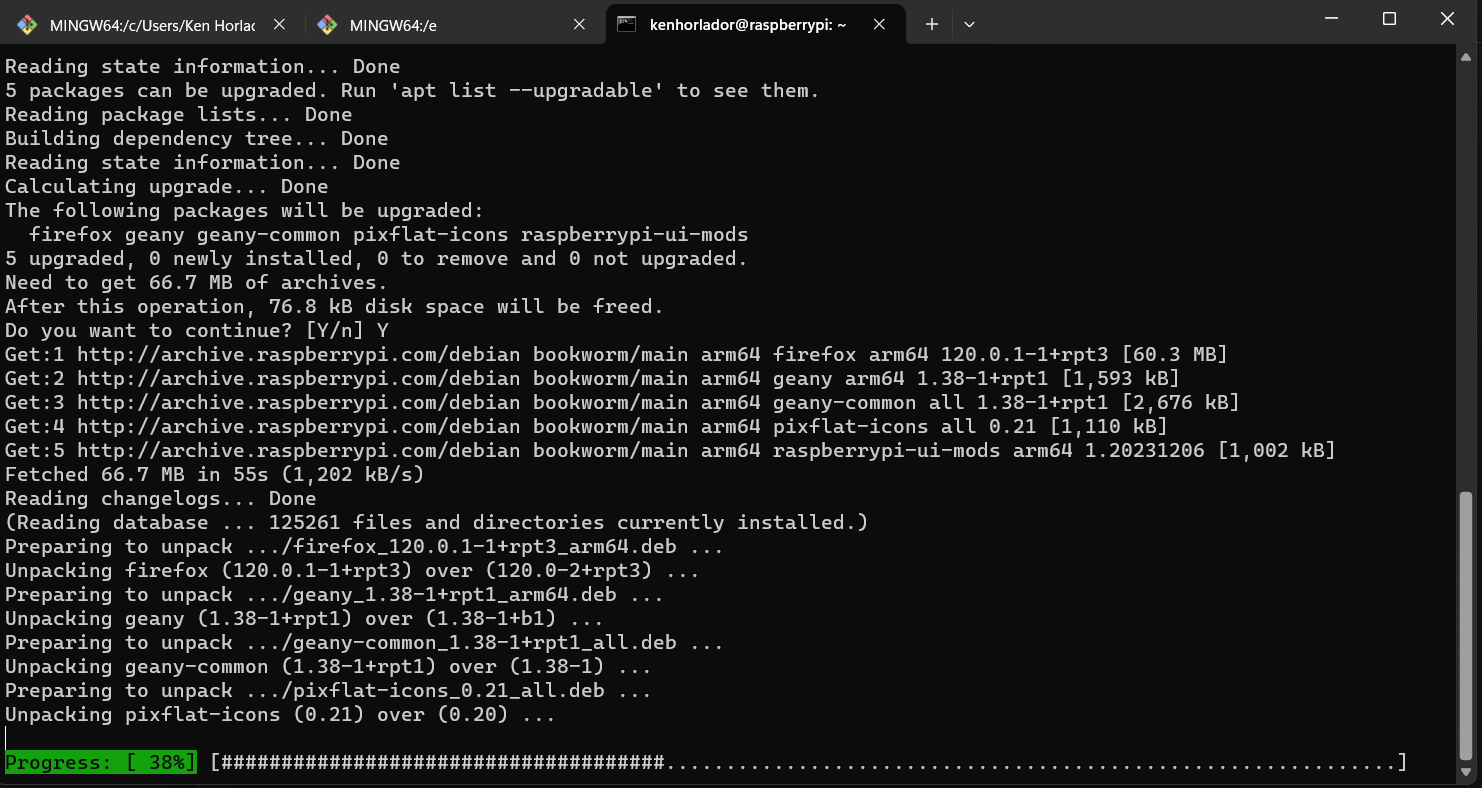 MINGW64:/c/Users/Ken Horlac
MINGW64:/e
kenhorlador@raspberrypi: ~
Reading state information... Done
5 packages can be upgraded. Run 'apt list --upgradable' to see them.
Reading package lists... Done
Building dependency tree... Done
Reading state information... Done
Calculating upgrade... Done
The following packages will be upgraded:
  firefox geany geany-common pixflat-icons raspberrypi-ui-mods
5 upgraded, 0 newly installed, 0 to remove and 0 not upgraded.
Need to get 66.7 MB of archives.
After this operation, 76.8 kB disk space will be freed.
Do you want to continue? [Y/n] Y
Get:1 http://archive.raspberrypi.com/debian bookworm/main arm64 firefox arm64 120.0.1-1+rpt3 [60.3 MB]
Get:2 http://archive.raspberrypi.com/debian bookworm/main arm64 geany arm64 1.38-1+rpt1 [1,593 kB]
Get:3 http://archive.raspberrypi.com/debian bookworm/main arm64 geany-common all 1.38-1+rpt1 [2,676 kB]
Get:4 http://archive.raspberrypi.com/debian bookworm/main arm64 pixflat-icons all 0.21 [1,110 kB]
Get:5 http://archive.raspberrypi.com/debian bookworm/main arm64 raspberrypi-ui-mods arm64 1.20231206 [1,002 kB]
Fetched 66.7 MB in 55s (1,202 kB/s)
Reading changelogs... Done
(Reading database ... 125261 files and directories currently installed.)
Preparing to unpack .../firefox_120.0.1-1+rpt3_arm64.deb ...
Unpacking firefox (120.0.1-1+rpt3) over (120.0-2+rpt3) ...
Preparing to unpack .../geany_1.38-1+rpt1_arm64.deb ...
Unpacking geany (1.38-1+rpt1) over (1.38-1+b1) ...
Preparing to unpack .../geany-common_1.38-1+rpt1_all.deb ...
Unpacking geany-common (1.38-1+rpt1) over (1.38-1) ...
Preparing to unpack .../pixflat-icons_0.21_all.deb ...
Unpacking pixflat-icons (0.21) over (0.20) ...
Progress: [ 38%] [#####################################.............................................................]